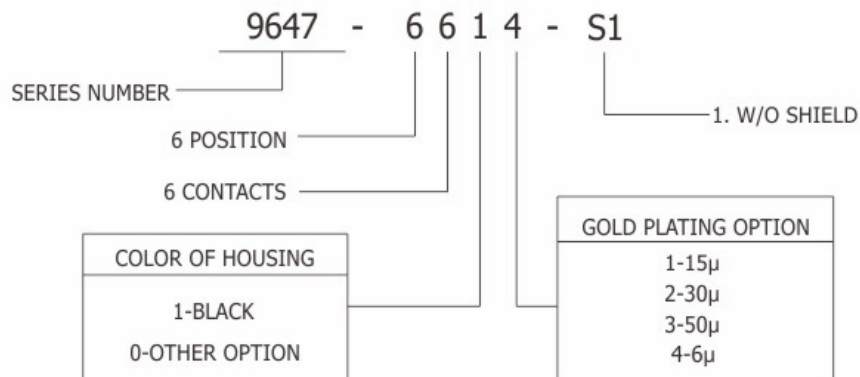 9647 - 6 6 1 4 - S1
SERIES NUMBER
1. W/O SHIELD
6 POSITION
6 CONTACTS
COLOR OF HOUSING
1-BLACK
0-OTHER OPTION
GOLD PLATING OPTION
1-15µ
2-30µ
3-50µ
4-6µ